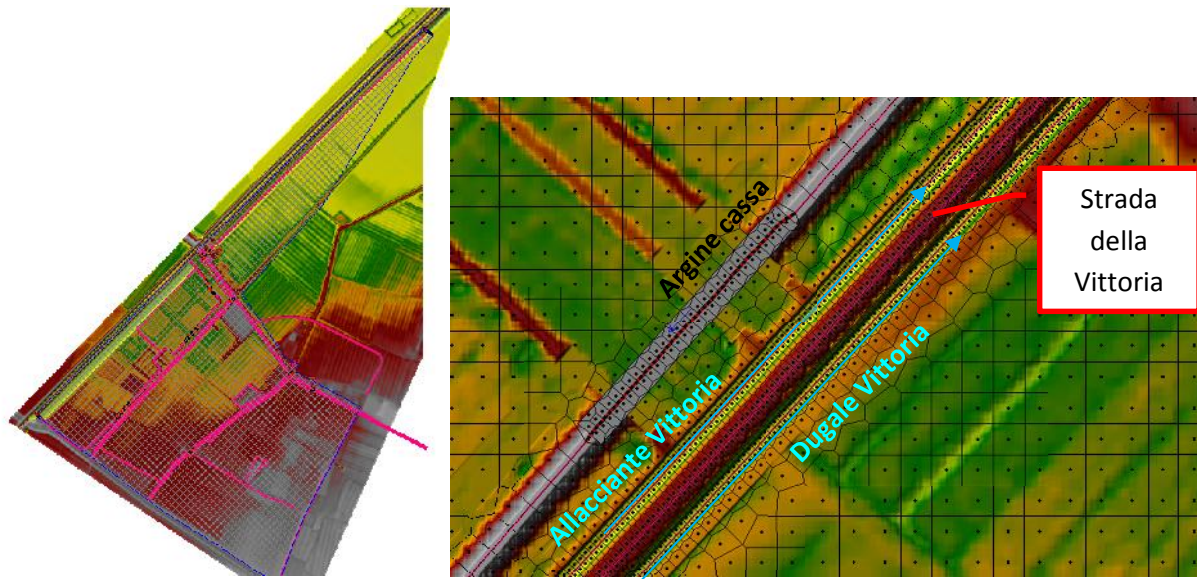 Argine cassa
Strada
della
Vittoria
Allacciante Vittoria
Dugale Vittoria